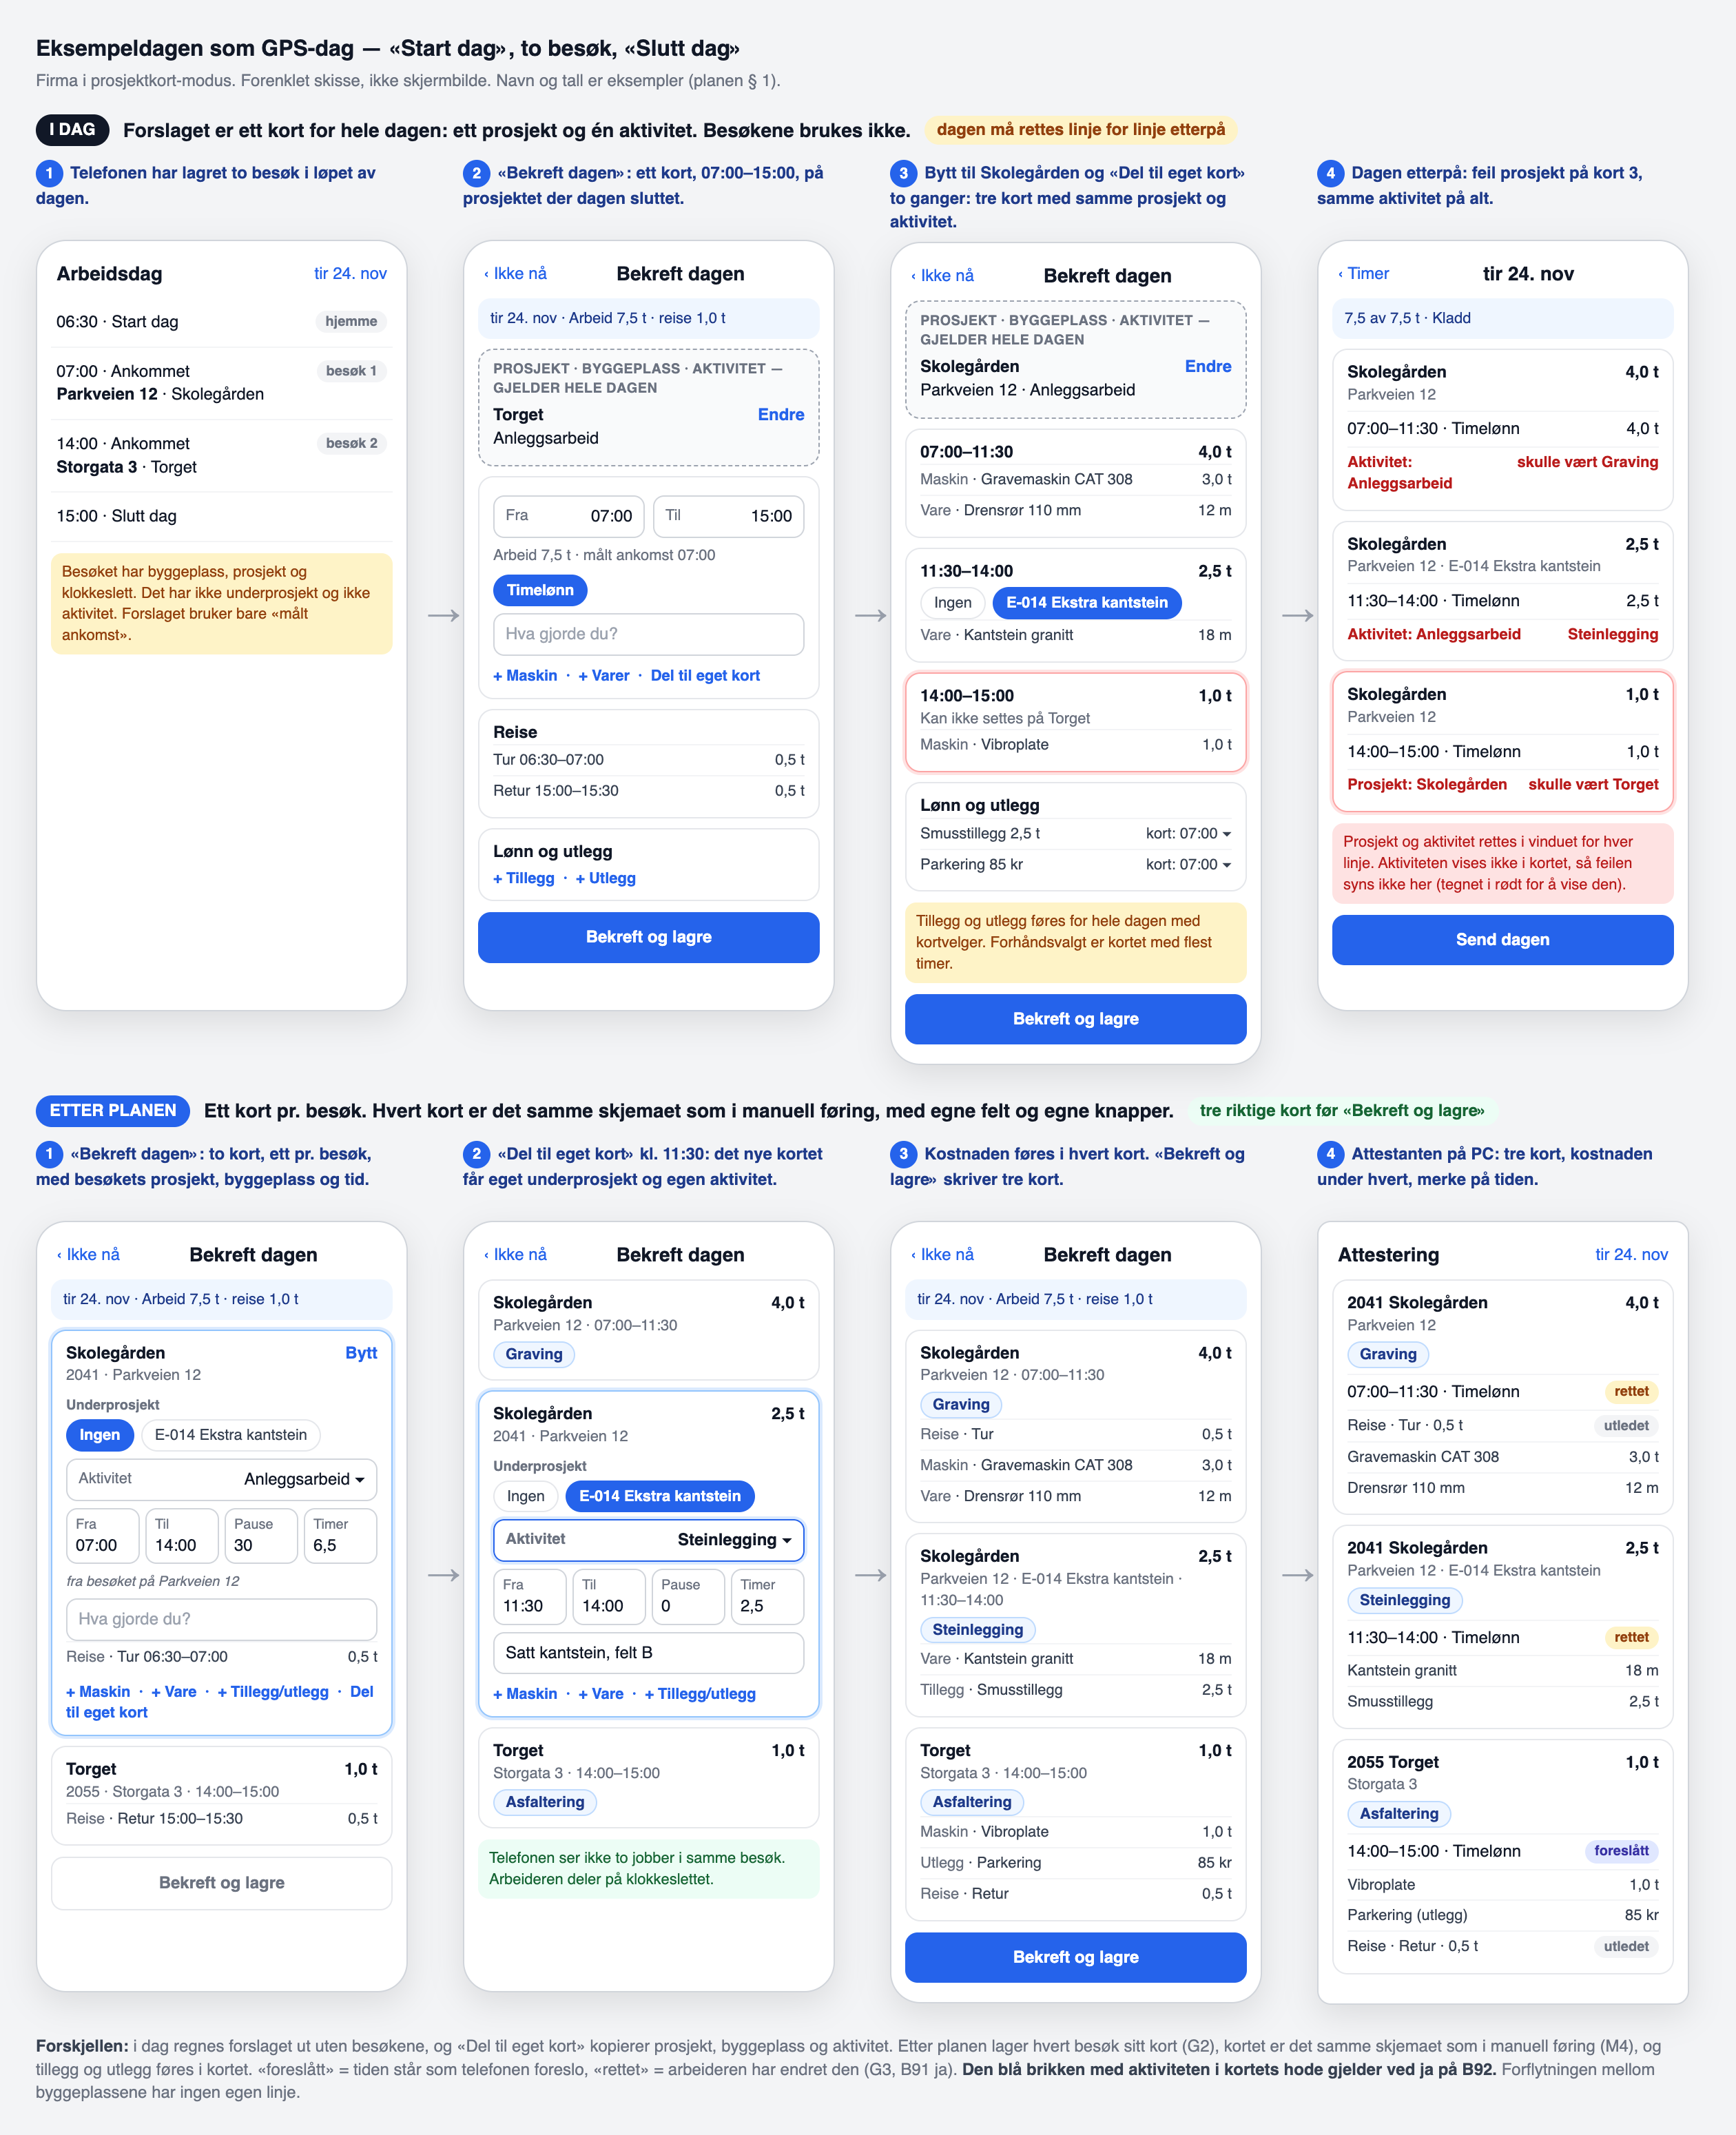 Eksempeldagen som GPS-dag — «Start dag», to besøk, «Slutt dag»
Firma i prosjektkort-modus. Forenklet skisse, ikke skjermbilde. Navn og tall er eksempler (planen § 1).
I DAG Forslaget er ett kort for hele dagen: ett prosjekt og én aktivitet. Besøkene brukes ikke. dagen må rettes linje for linje etterpå
1 Telefonen har lagret to besøk i løpet av
dagen.
Arbeidsdag tir 24. nov
06:30 · Start dag hjemme
07:00 · Ankommet besøk 1
Parkveien 12 · Skolegården
14:00 · Ankommet besøk 2
Storgata 3 · Torget
15:00 · Slutt dag
Besøket har byggeplass, prosjekt og
klokkeslett. Det har ikke underprosjekt og ikke
aktivitet. Forslaget bruker bare «målt
ankomst».
→
2 «Bekreft dagen»: ett kort, 07:00–15:00, på
prosjektet der dagen sluttet.
‹ Ikke nå Bekreft dagen
tir 24. nov · Arbeid 7,5 t · reise 1,0 t
PROSJEKT · BYGGEPLASS · AKTIVITET —
GJELDER HELE DAGEN
Torget Endre
Anleggsarbeid
Fra 07:00 Til 15:00
Arbeid 7,5 t · målt ankomst 07:00
Timelønn
Hva gjorde du?
+ Maskin · + Varer · Del til eget kort
Reise
Tur 06:30–07:00 0,5 t
Retur 15:00–15:30 0,5 t
Lønn og utlegg
+ Tillegg · + Utlegg
Bekreft og lagre
→
3 Bytt til Skolegården og «Del til eget kort»
to ganger: tre kort med samme prosjekt og
aktivitet.
‹ Ikke nå Bekreft dagen
PROSJEKT · BYGGEPLASS · AKTIVITET —
GJELDER HELE DAGEN
Skolegården Endre
Parkveien 12 · Anleggsarbeid
07:00–11:30 4,0 t
Maskin · Gravemaskin CAT 308 3,0 t
Vare · Drensrør 110 mm 12 m
11:30–14:00 2,5 t
Ingen E-014 Ekstra kantstein
Vare · Kantstein granitt 18 m
14:00–15:00 1,0 t
Kan ikke settes på Torget
Maskin · Vibroplate 1,0 t
Lønn og utlegg
Smusstillegg 2,5 t kort: 07:00
Parkering 85 kr kort: 07:00
Tillegg og utlegg føres for hele dagen med
kortvelger. Forhåndsvalgt er kortet med flest
timer.
Bekreft og lagre
→
4 Dagen etterpå: feil prosjekt på kort 3,
samme aktivitet på alt.
‹ Timer tir 24. nov
7,5 av 7,5 t · Kladd
Skolegården 4,0 t
Parkveien 12
07:00–11:30 · Timelønn 4,0 t
Aktivitet: skulle vært Graving
Anleggsarbeid
Skolegården 2,5 t
Parkveien 12 · E-014 Ekstra kantstein
11:30–14:00 · Timelønn 2,5 t
Aktivitet: Anleggsarbeid Steinlegging
Skolegården 1,0 t
Parkveien 12
14:00–15:00 · Timelønn 1,0 t
Prosjekt: Skolegården skulle vært Torget
Prosjekt og aktivitet rettes i vinduet for hver
linje. Aktiviteten vises ikke i kortet, så feilen
syns ikke her (tegnet i rødt for å vise den).
Send dagen
ETTER PLANEN Ett kort pr. besøk. Hvert kort er det samme skjemaet som i manuell føring, med egne felt og egne knapper. tre riktige kort før «Bekreft og lagre»
1 «Bekreft dagen»: to kort, ett pr. besøk,
med besøkets prosjekt, byggeplass og tid.
‹ Ikke nå Bekreft dagen
tir 24. nov · Arbeid 7,5 t · reise 1,0 t
Skolegården Bytt
2041 · Parkveien 12
Underprosjekt
Ingen E-014 Ekstra kantstein
Aktivitet Anleggsarbeid
Fra Til Pause Timer
07:00 14:00 30 6,5
fra besøket på Parkveien 12
Hva gjorde du?
Reise · Tur 06:30–07:00 0,5 t
+ Maskin · + Vare · + Tillegg/utlegg · Del
til eget kort
Torget 1,0 t
2055 · Storgata 3 · 14:00–15:00
Reise · Retur 15:00–15:30 0,5 t
Bekreft og lagre
→
2 «Del til eget kort» kl. 11:30: det nye kortet
får eget underprosjekt og egen aktivitet.
‹ Ikke nå Bekreft dagen
Skolegården 4,0 t
Parkveien 12 · 07:00–11:30
Graving
Skolegården 2,5 t
2041 · Parkveien 12
Underprosjekt
Ingen E-014 Ekstra kantstein
Aktivitet Steinlegging
Fra Til Pause Timer
11:30 14:00 0 2,5
Satt kantstein, felt B
+ Maskin · + Vare · + Tillegg/utlegg
Torget 1,0 t
Storgata 3 · 14:00–15:00
Asfaltering
Telefonen ser ikke to jobber i samme besøk.
Arbeideren deler på klokkeslettet.
→
3 Kostnaden føres i hvert kort. «Bekreft og
lagre» skriver tre kort.
‹ Ikke nå Bekreft dagen
tir 24. nov · Arbeid 7,5 t · reise 1,0 t
Skolegården 4,0 t
Parkveien 12 · 07:00–11:30
Graving
Reise · Tur 0,5 t
Maskin · Gravemaskin CAT 308 3,0 t
Vare · Drensrør 110 mm 12 m
Skolegården 2,5 t
Parkveien 12 · E-014 Ekstra kantstein ·
11:30–14:00
Steinlegging
Vare · Kantstein granitt 18 m
Tillegg · Smusstillegg 2,5 t
Torget 1,0 t
Storgata 3 · 14:00–15:00
Asfaltering
Maskin · Vibroplate 1,0 t
Utlegg · Parkering 85 kr
Reise · Retur 0,5 t
Bekreft og lagre
→
4 Attestanten på PC: tre kort, kostnaden
under hvert, merke på tiden.
Attestering tir 24. nov
2041 Skolegården 4,0 t
Parkveien 12
Graving
07:00–11:30 · Timelønn rettet
Reise · Tur · 0,5 t utledet
Gravemaskin CAT 308 3,0 t
Drensrør 110 mm 12 m
2041 Skolegården 2,5 t
Parkveien 12 · E-014 Ekstra kantstein
Steinlegging
11:30–14:00 · Timelønn rettet
Kantstein granitt 18 m
Smusstillegg 2,5 t
2055 Torget 1,0 t
Storgata 3
Asfaltering
14:00–15:00 · Timelønn foreslått
Vibroplate 1,0 t
Parkering (utlegg) 85 kr
Reise · Retur · 0,5 t utledet
Forskjellen: i dag regnes forslaget ut uten besøkene, og «Del til eget kort» kopierer prosjekt, byggeplass og aktivitet. Etter planen lager hvert besøk sitt kort (G2), kortet er det samme skjemaet som i manuell føring (M4), og
tillegg og utlegg føres i kortet. «foreslått» = tiden står som telefonen foreslo, «rettet» = arbeideren har endret den (G3, B91 ja). Den blå brikken med aktiviteten i kortets hode gjelder ved ja på B92. Forflytningen mellom
byggeplassene har ingen egen linje.